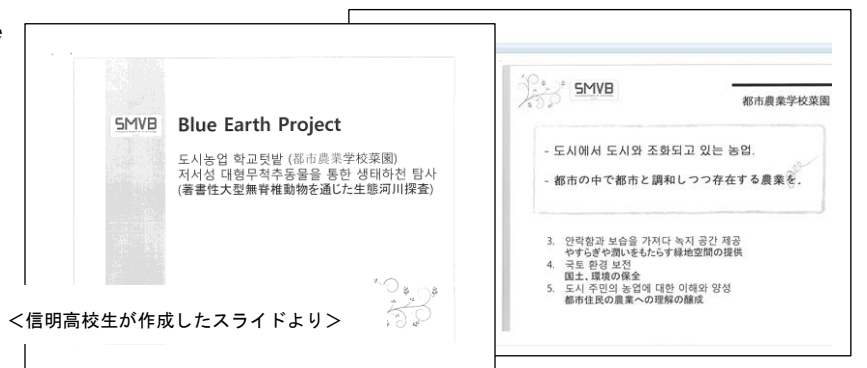 e
SMVB
Blue Earth Project
도시농업 학교텃밭 (都市農業学校菜園)
저서성 대형무척추동물을 통한 생태하천 탐사
(著書性大型無脊椎動物を通じた生態河川探査)
<信明高校生が作成したスライドより>
SMVB
都市農業学校菜園
- 도시에서 도시와 조화되고 있는 농업.
- 都市の中で都市と調和しつつ存在する農業を.
3. 안락함과 보습을 가져다 녹지 공간 제공
やすらぎや潤いをもたらす緑地空間の提供
4. 국토 환경 보전
国土、環境の保全
5. 도시 주민의 농업에 대한 이해와 양성
都市住民の農業への理解の醸成